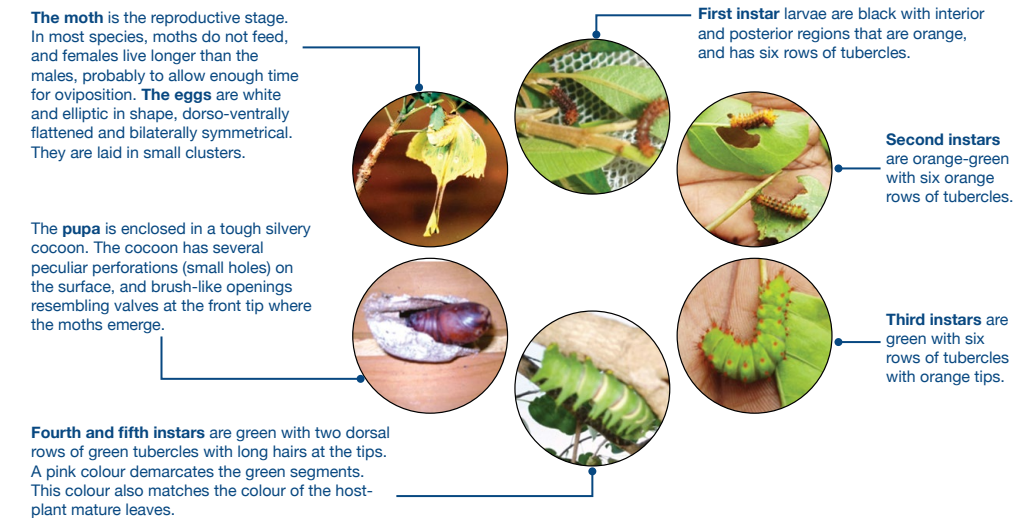 The moth is the reproductive stage.
In most species, moths do not feed,
and females live longer than the
males, probably to allow enough time
for oviposition. The eggs are white
and elliptic in shape, dorso-ventrally
flattened and bilaterally symmetrical.
They are laid in small clusters.
First instar larvae are black with interior
and posterior regions that are orange,
and has six rows of tubercles.
Second instars
are orange-green
with six orange
rows of tubercles.
Third instars are
green with six
rows of tubercles
with orange tips.
Fourth and fifth instars are green with two dorsal
rows of green tubercles with long hairs at the tips.
A pink colour demarcates the green segments.
This colour also matches the colour of the host-
plant mature leaves.
The pupa is enclosed in a tough silvery
cocoon. The cocoon has several
peculiar perforations (small holes) on
the surface, and brush-like openings
resembling valves at the front tip where
the moths emerge.